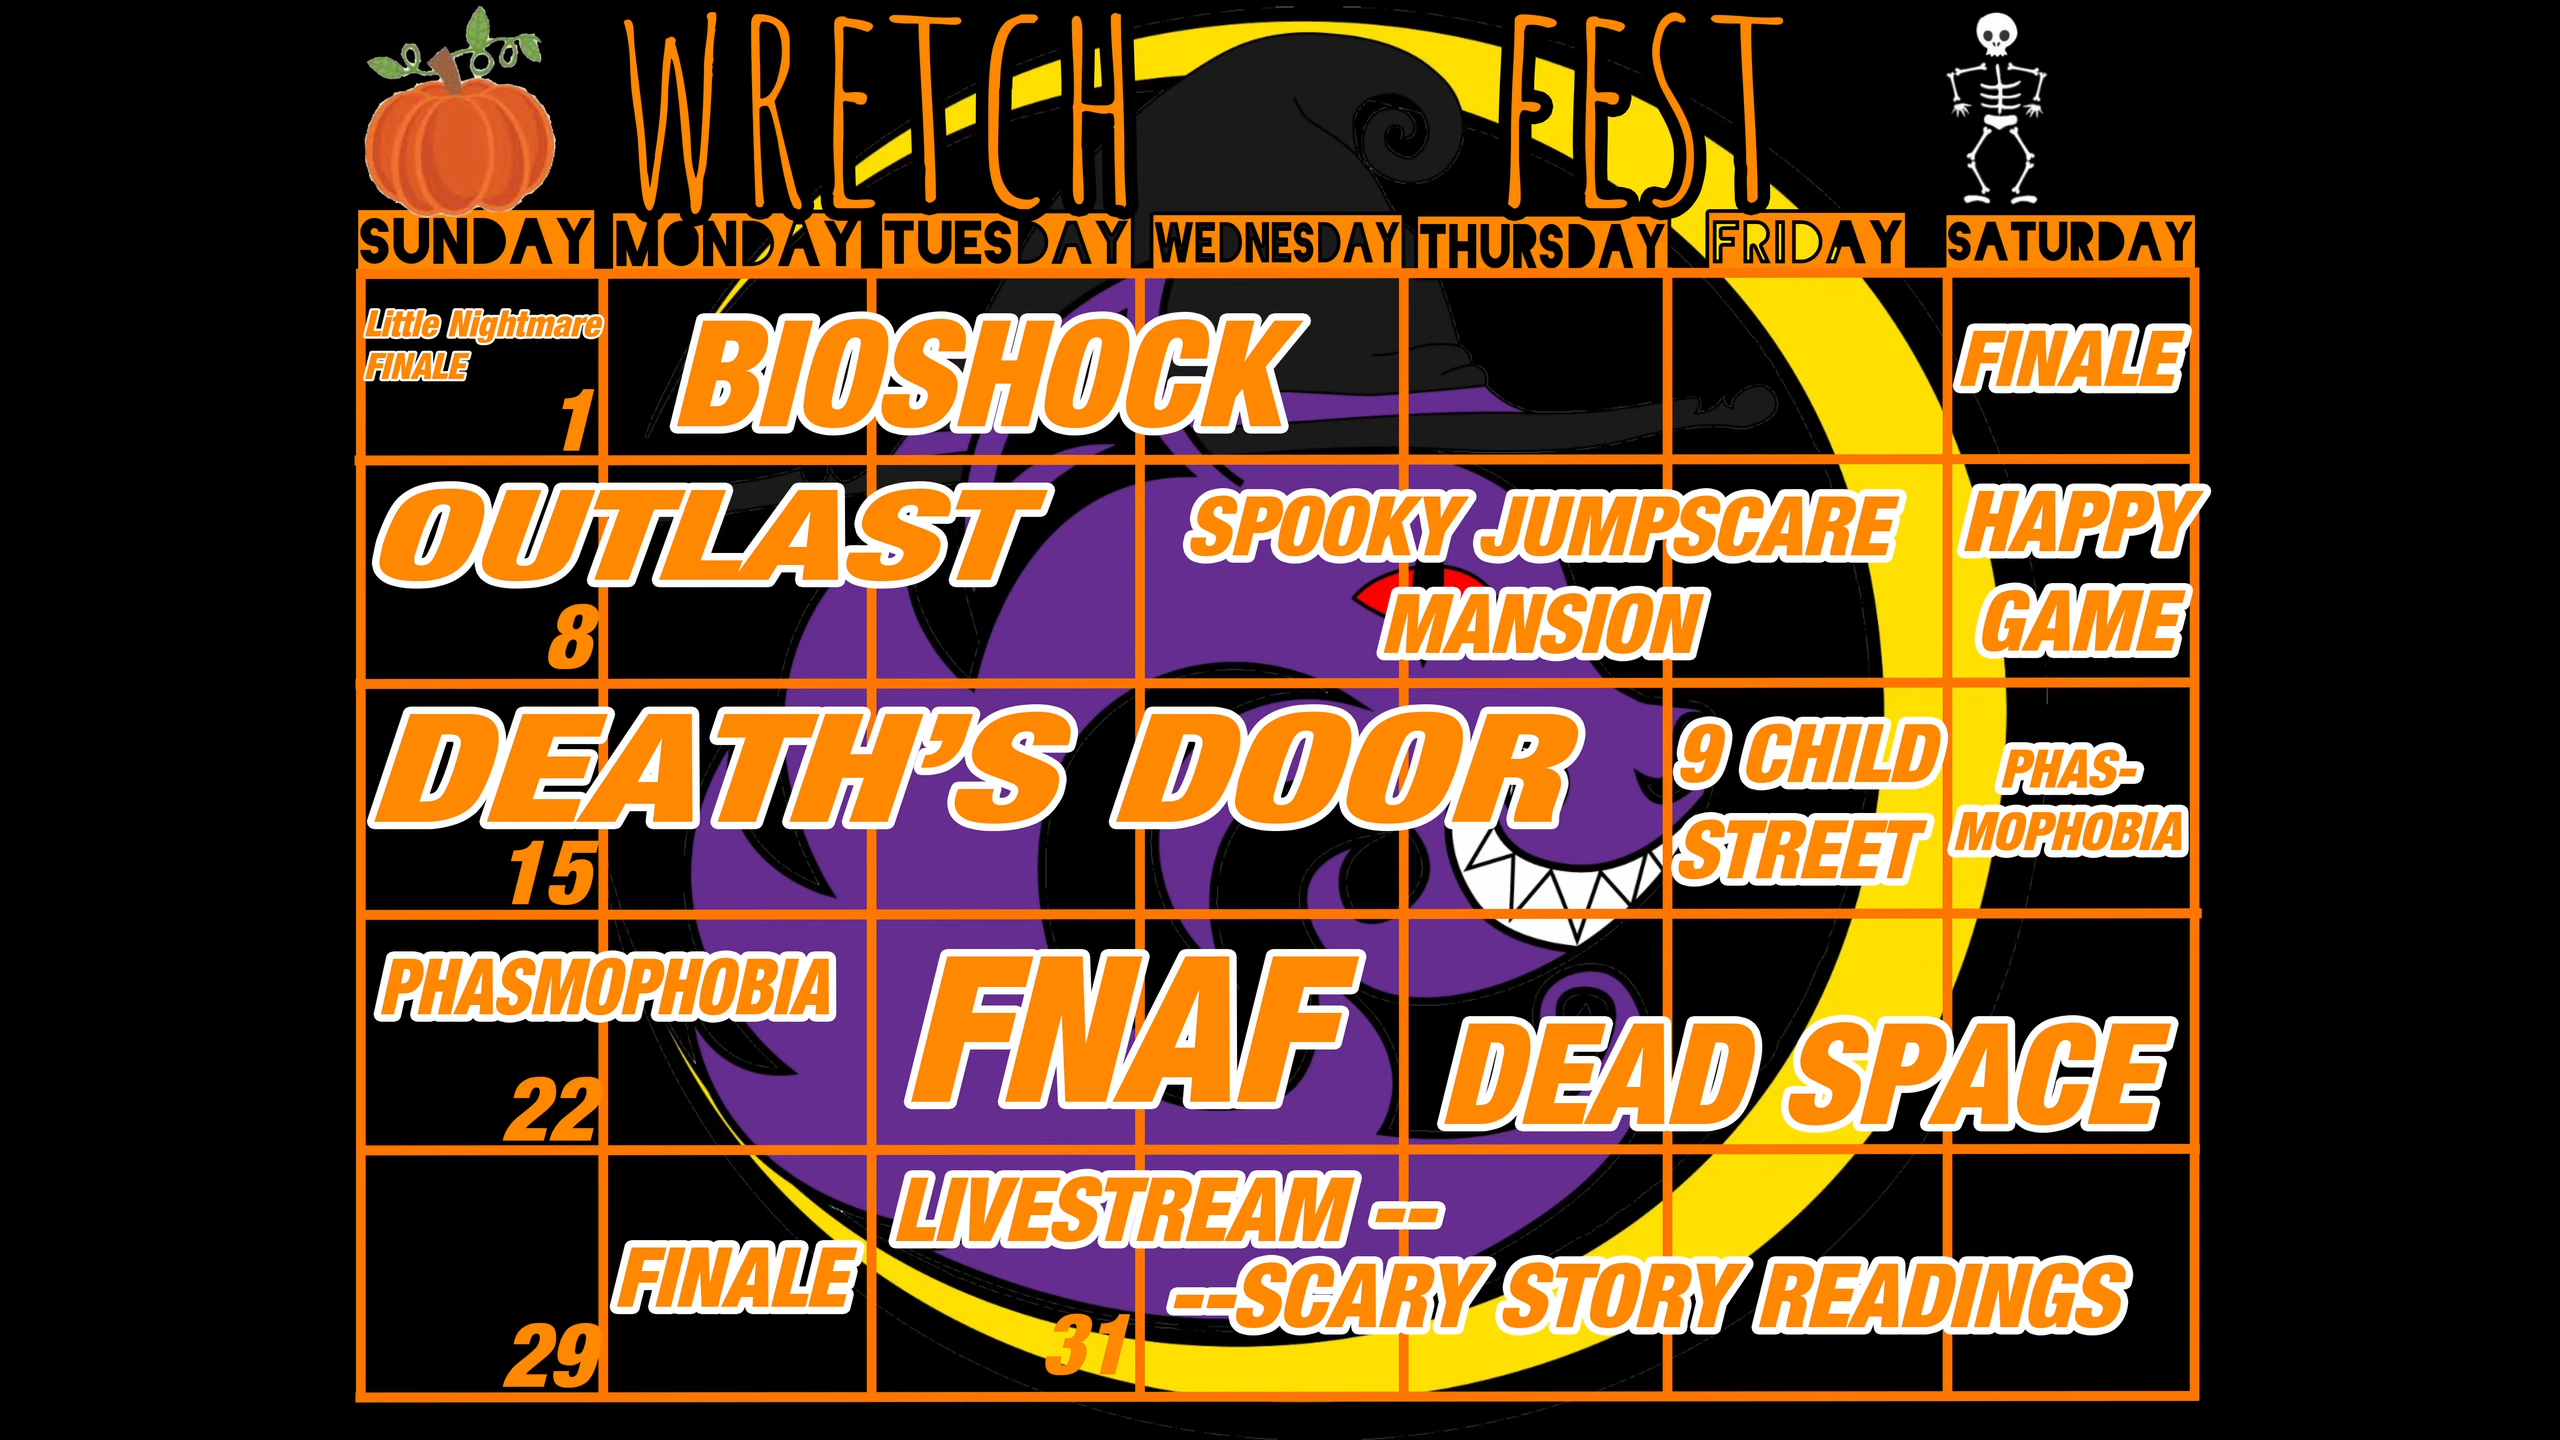 WRETCH FEST
SUNDAY MONDAY TUESDAY WEDNESDAY THURSDAY FRIDAY SATURDAY
Little Nightmare
FINALE
1
BIOSHOCK
FINALE
OUTLAST
8
SPOOKY JUMPSCARE
MANSION
HAPPY
GAME
DEATH'S DOOR
15
9 CHILD
STREET
PHAS-
MOPHOBIA
PHASMOPHOBIA
22
FNAF
DEAD SPACE
29
FINALE
LIVESTREAM --
31
--SCARY STORY READINGS